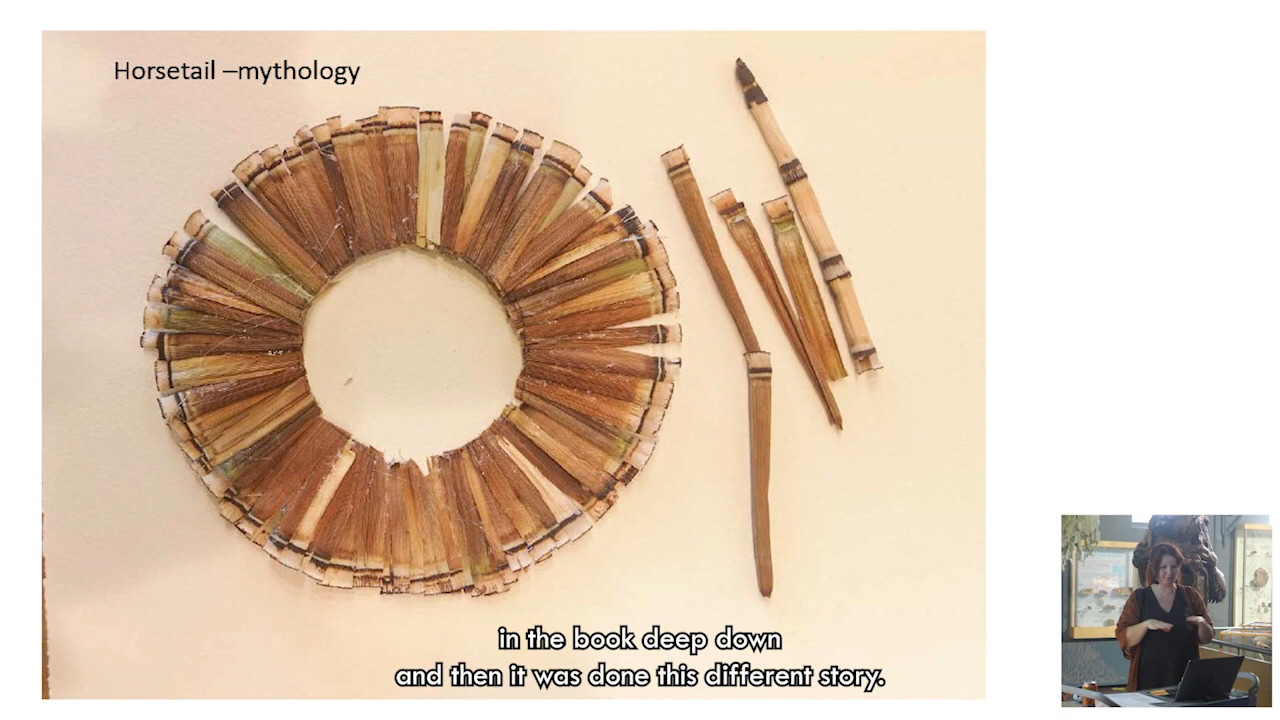 Horsetail –mythology
in the book deep down
and then it was done this different story.